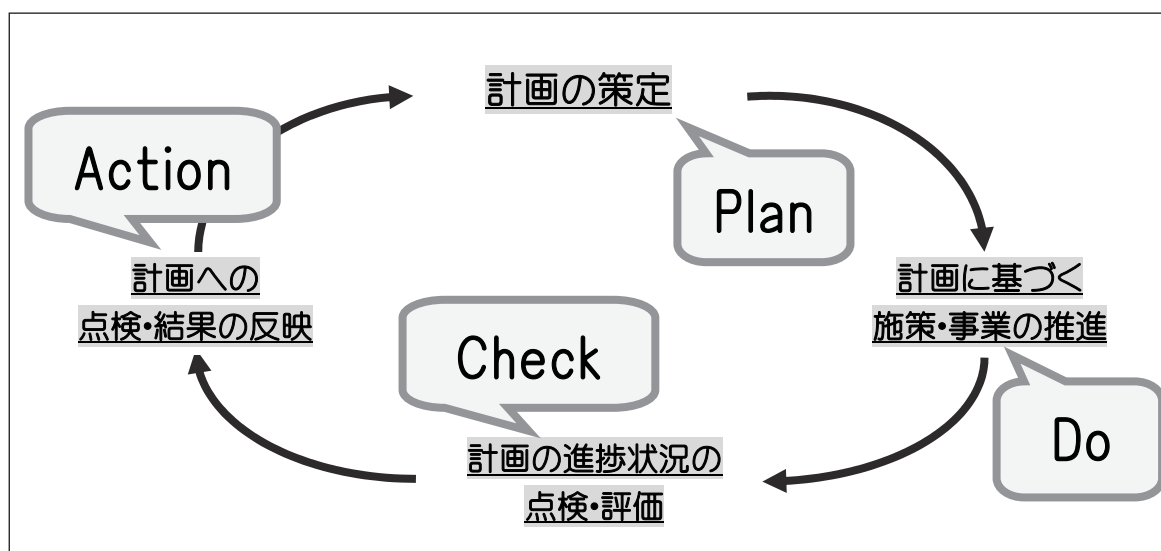 計画の策定
Plan
計画に基づく
施策・事業の推進
Do
計画の進捗状況の
点検・評価
Check
計画への
点検・結果の反映
Action